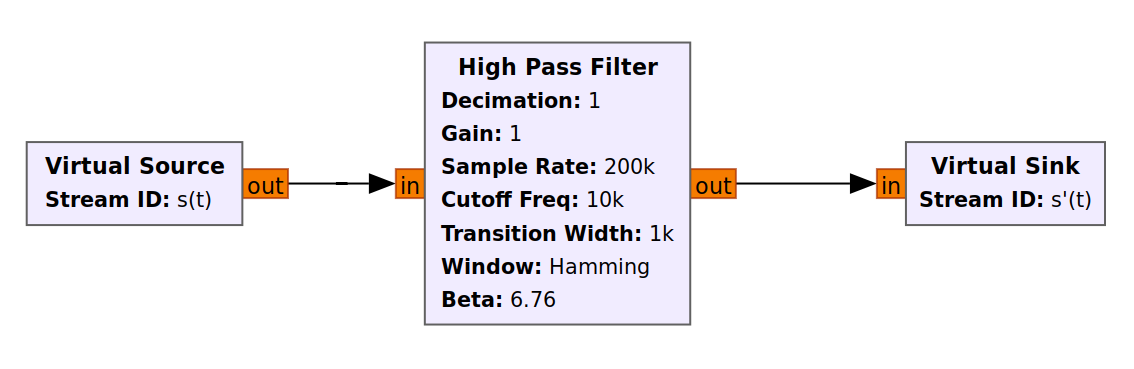 High Pass Filter
Decimation: 1
Gain: 1
Virtual Source
Stream ID: s(t)
out
in
Sample Rate: 200k
Cutoff Freq: 10k
Transition Width: 1k
Window: Hamming
Beta: 6.76
out
in
Virtual Sink
Stream ID: s'(t)